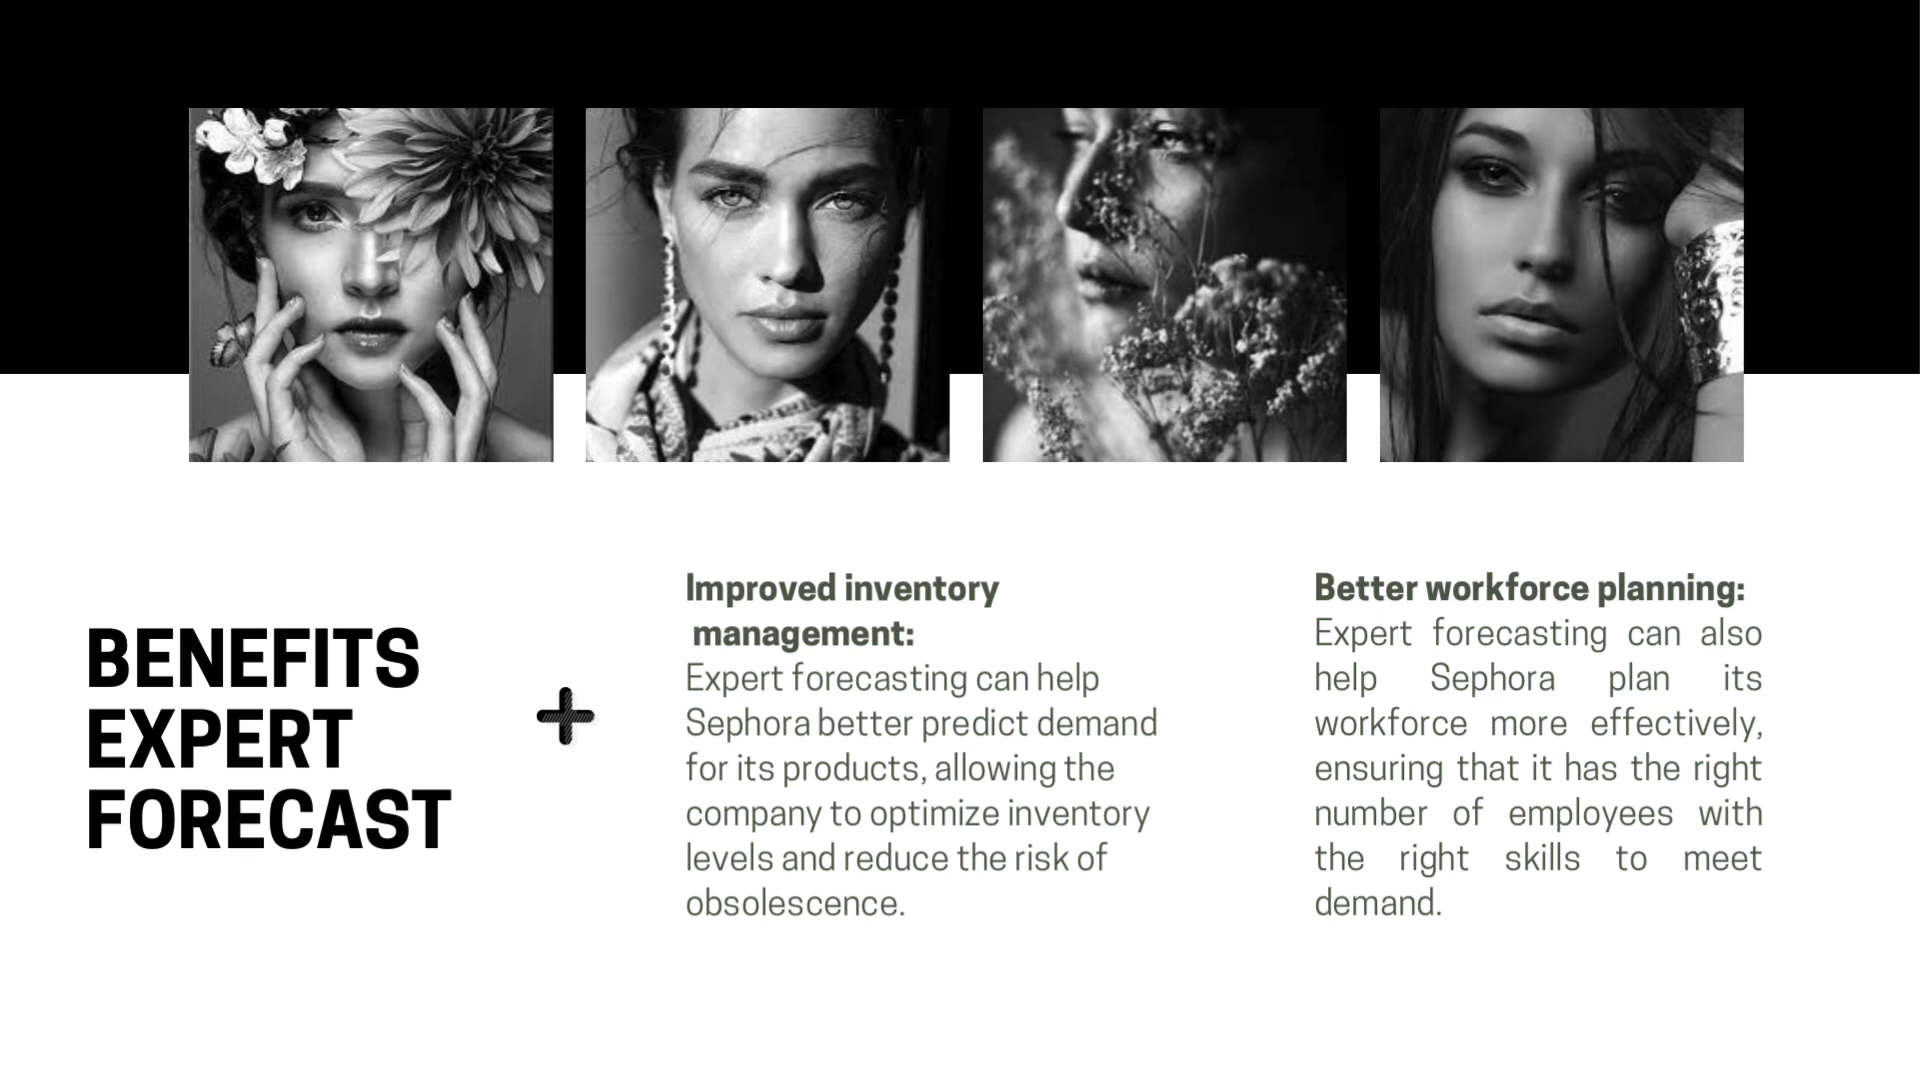 BENEFITS
EXPERT
FORECAST
Improved inventory
management:
Expert forecasting can help
Sephora better predict demand
for its products, allowing the
company to optimize inventory
levels and reduce the risk of
obsolescence.
Better workforce planning:
Expert forecasting can also
help Sephora plan its
workforce more effectively,
ensuring that it has the right
number of employees with
the right skills to meet
demand.